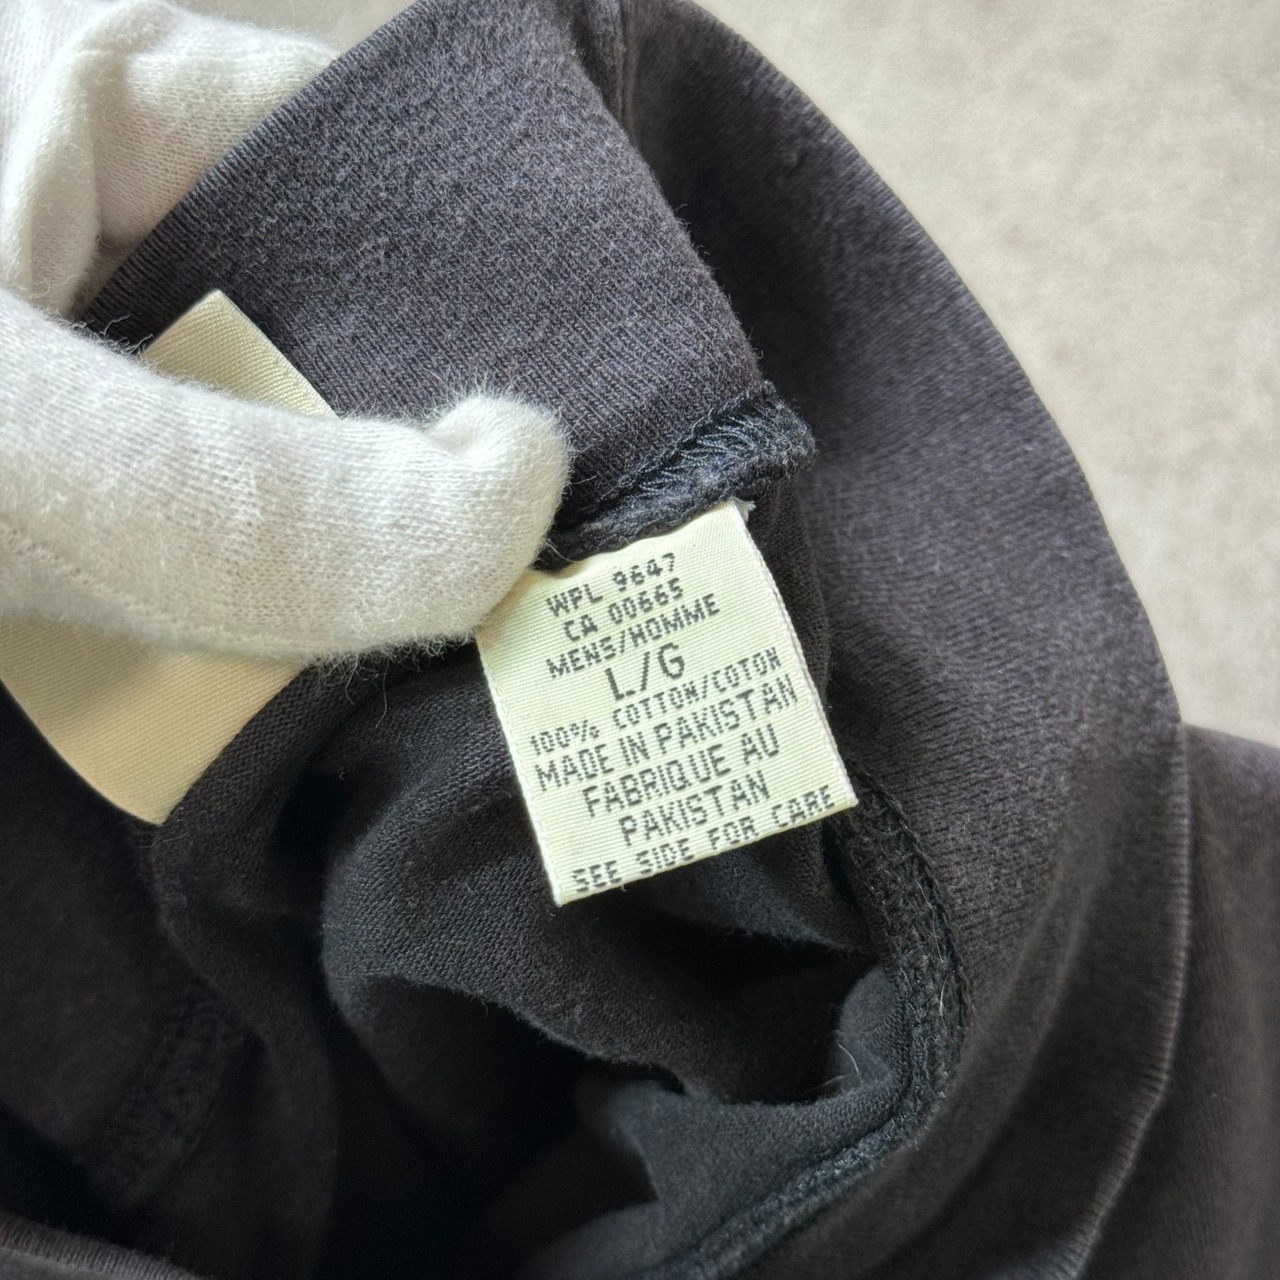 WPL 9647
CA 00665
MENS/HOMME
L/G
100% COTTON/COTON
MADE IN PAKISTAN
FABRIQUE AU
PAKISTAN
SEE SIDE FOR CARE